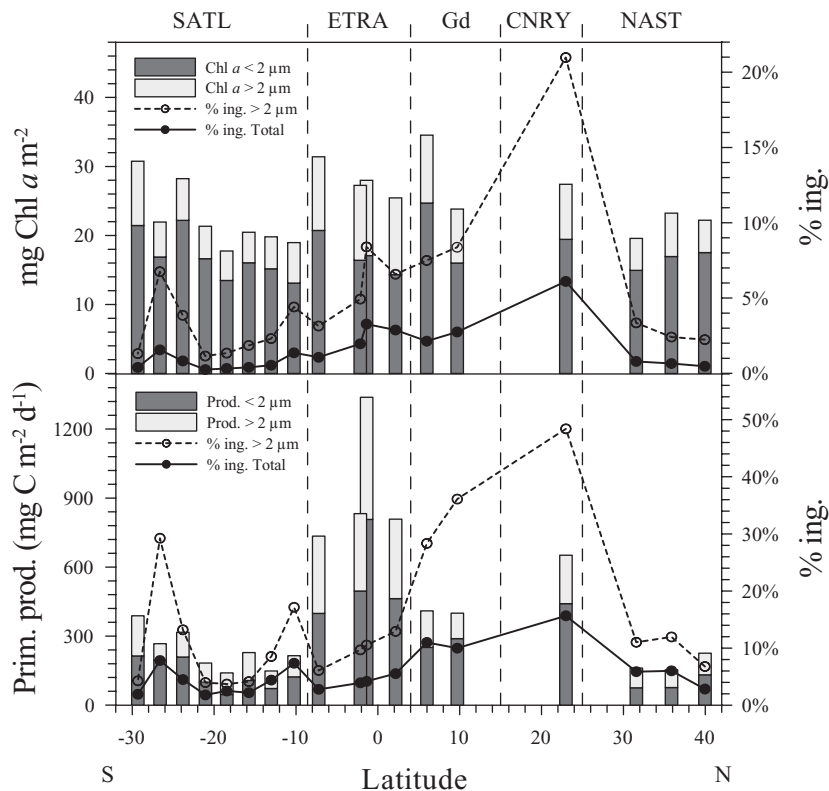 SATL ETRA Gd CNRY NAST
Chl a < 2 µm
Chl a > 2 µm
% ing. > 2 µm
% ing. Total
mg Chl a m-2
40
30
20
10
0
20%
15%
10%
5%
0%
% ing.
Prod. < 2 µm
Prod. > 2 µm
% ing. > 2 µm
% ing. Total
Prim. prod. (mg C m-2 d-1)
1200
900
600
300
0
50%
40%
30%
20%
10%
0%
% ing.
-30 -20 -10 0 10 20 30 40
S Latitude N